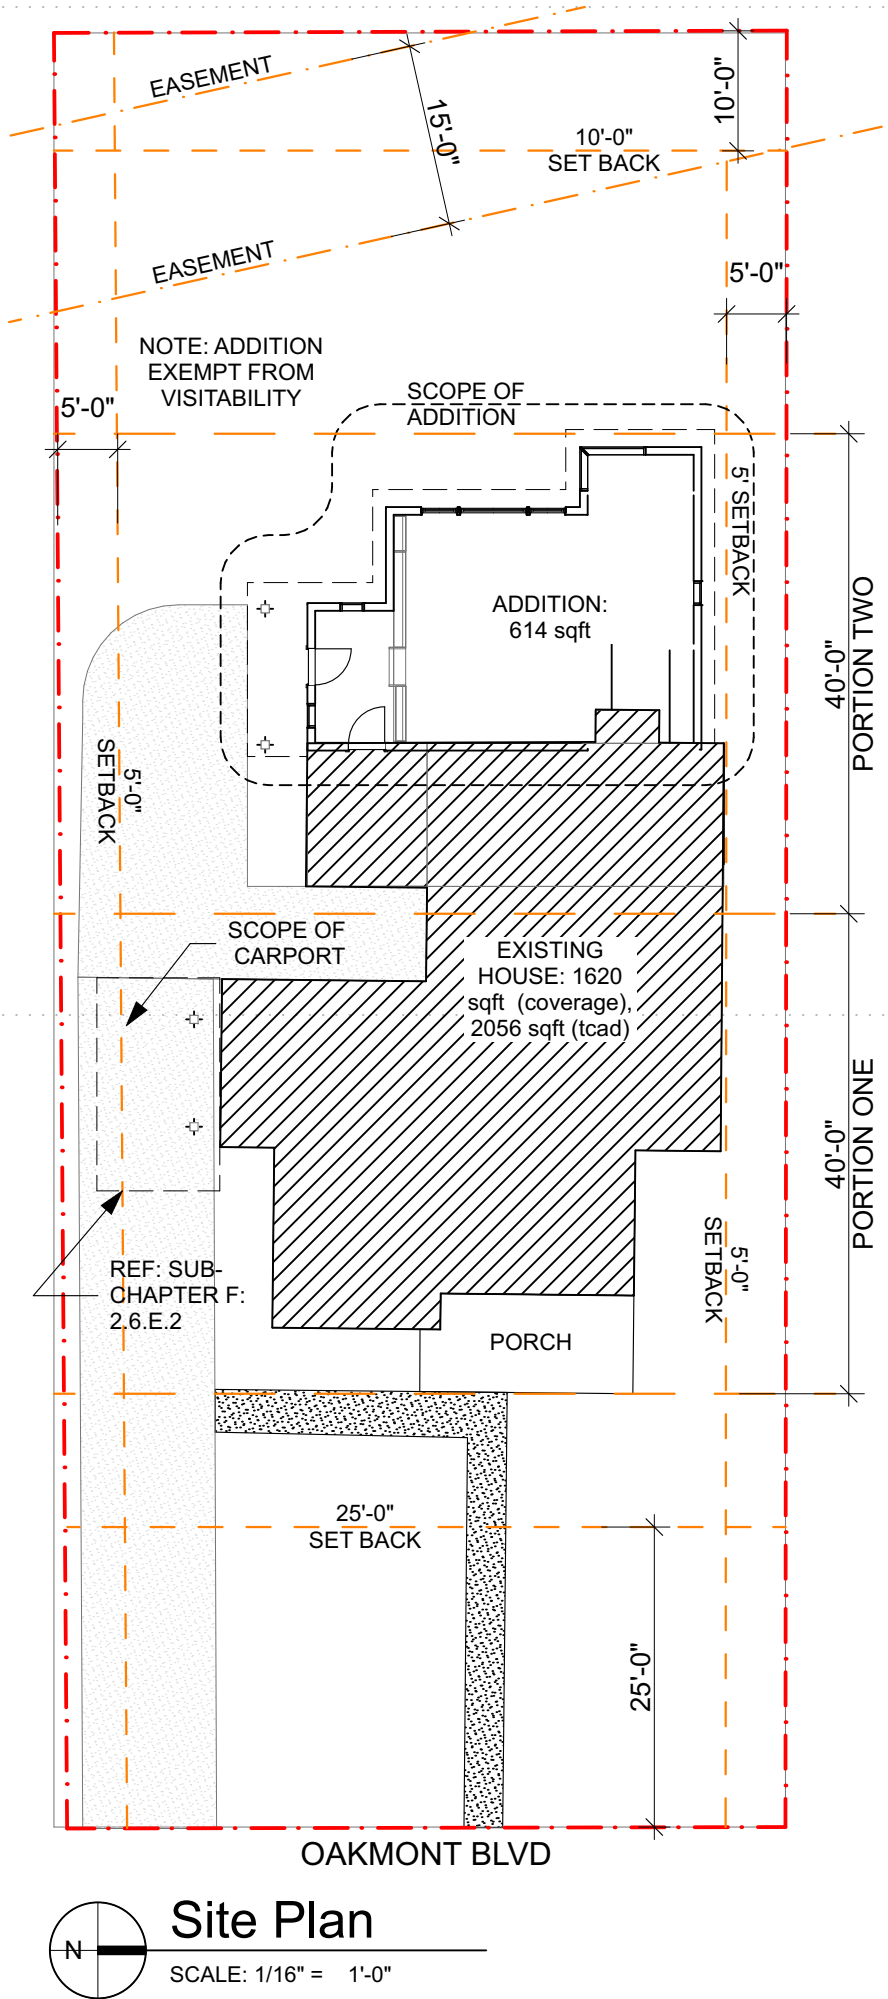 EASEMENT
15'-0"
10'-0"
10'-0"
SET BACK
EASEMENT
5'-0"
NOTE: ADDITION
EXEMPT FROM
VISITABILITY
5'-0"
SCOPE OF
ADDITION
5' SETBACK
ADDITION:
614 sqft
40'-0"
PORTION TWO
5'-0"
SETBACK
SCOPE OF
CARPORT
EXISTING
HOUSE: 1620
sqft (coverage),
2056 sqft (tcad)
40'-0"
PORTION ONE
5'-0"
SETBACK
REF: SUB-
CHAPTER F:
2.6.E.2
PORCH
25'-0"
SET BACK
25'-0"
OAKMONT BLVD
N
Site Plan
SCALE: 1/16" = 1'-0"